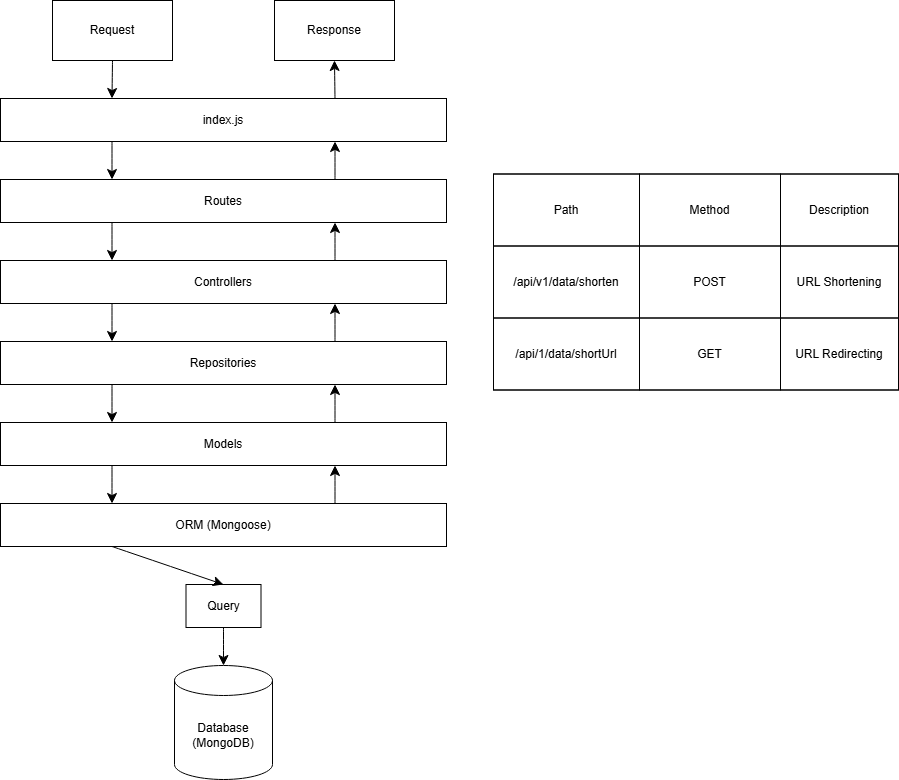 Request
Response
index.js
Routes
Controllers
Repositories
Models
ORM (Mongoose)
Query
Database
(MongoDB)
Path Method Description
/api/v1/data/shorten POST URL Shortening
/api/1/data/shortUrl GET URL Redirecting